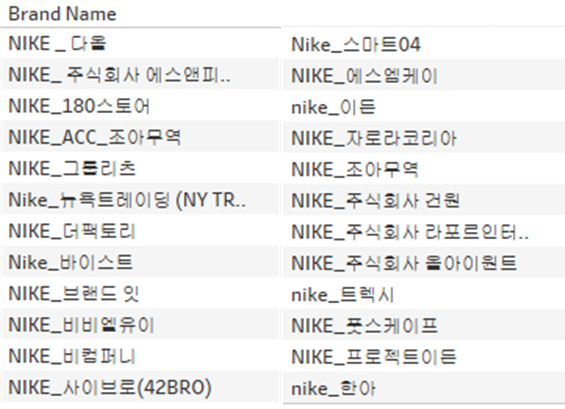 Brand Name
NIKE _ 다올
NIKE_ 주식회사 에스앤피..
NIKE_180스토어
NIKE_ACC_조아무역
NIKE_그룹리츠
Nike_뉴욕트레이딩 (NY TR..
NIKE_더팩토리
Nike_바이스트
NIKE_브랜드 잇
NIKE_비비엘유이
NIKE_비컴퍼니
NIKE_사이브로(42BRO)
Nike_스마트04
NIKE_에스엠케이
nike_이든
NIKE_자로라코리아
NIKE_조아무역
NIKE_주식회사 건원
NIKE_주식회사 라포르인터..
NIKE_주식회사 올아이원트
nike_트렉시
NIKE_풋스케이프
NIKE_프로젝트이든
nike_한아